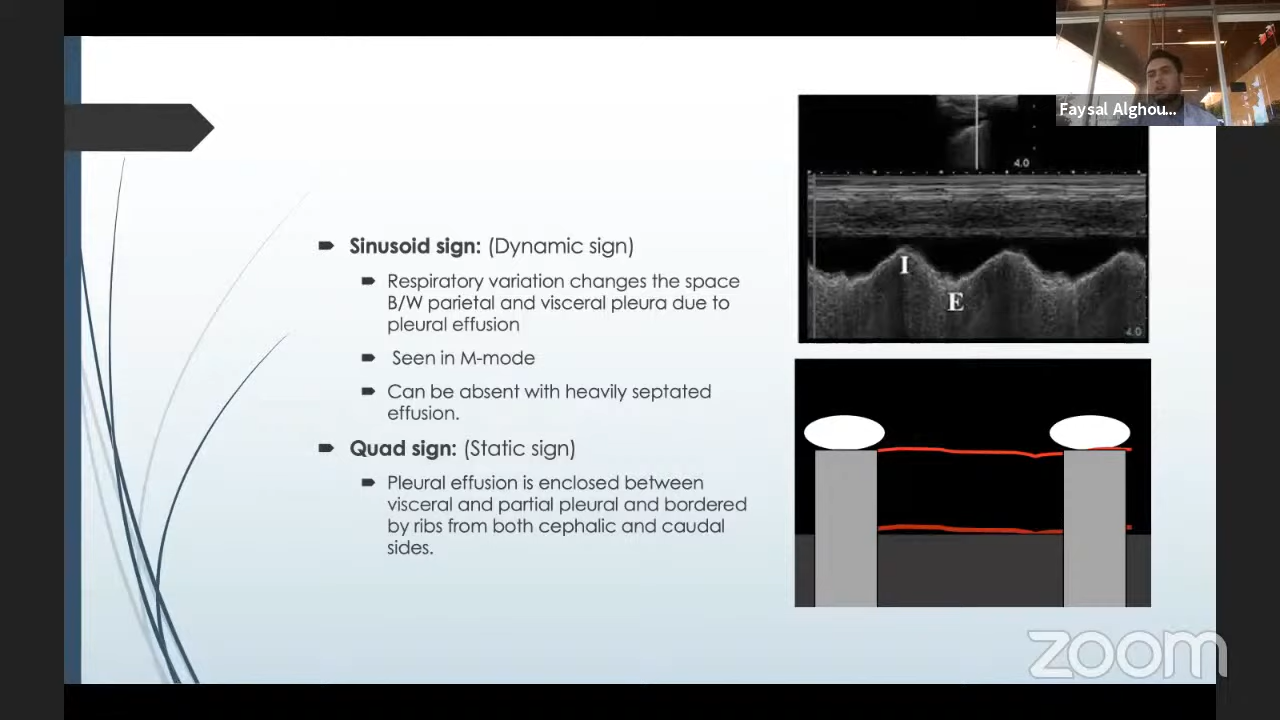 Faysal Alghou...
4.0
I
E
4.0
Sinusoid sign: (Dynamic sign)
Respiratory variation changes the space
B/W parietal and visceral pleura due to
pleural effusion
Seen in M-mode
Can be absent with heavily septated
effusion.
Quad sign: (Static sign)
Pleural effusion is enclosed between
visceral and partial pleural and bordered
by ribs from both cephalic and caudal
sides.
zoom